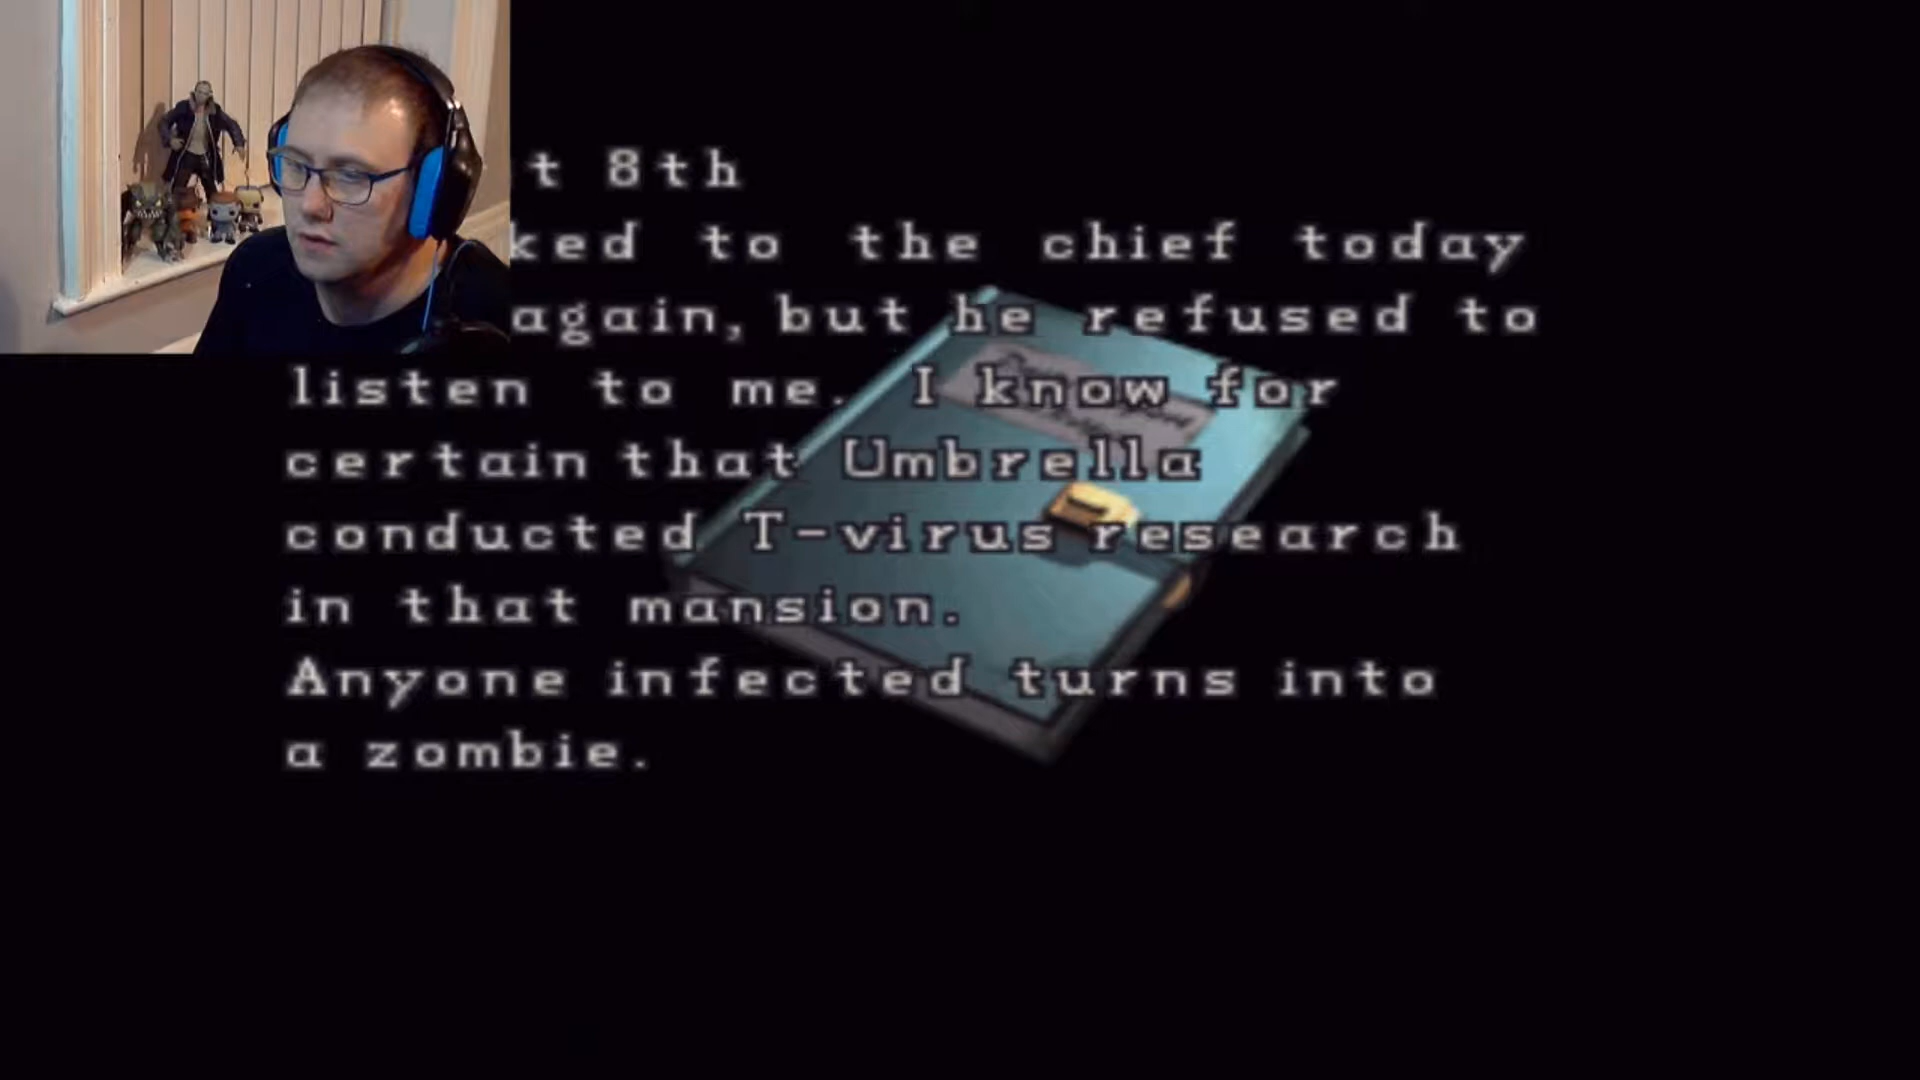 8th
to the chief today
again, but he refused to
listen to me. I know for
certain that Umbrella
conducted T-virus research
in that mansion.
Anyone infected turns into
a zombie.